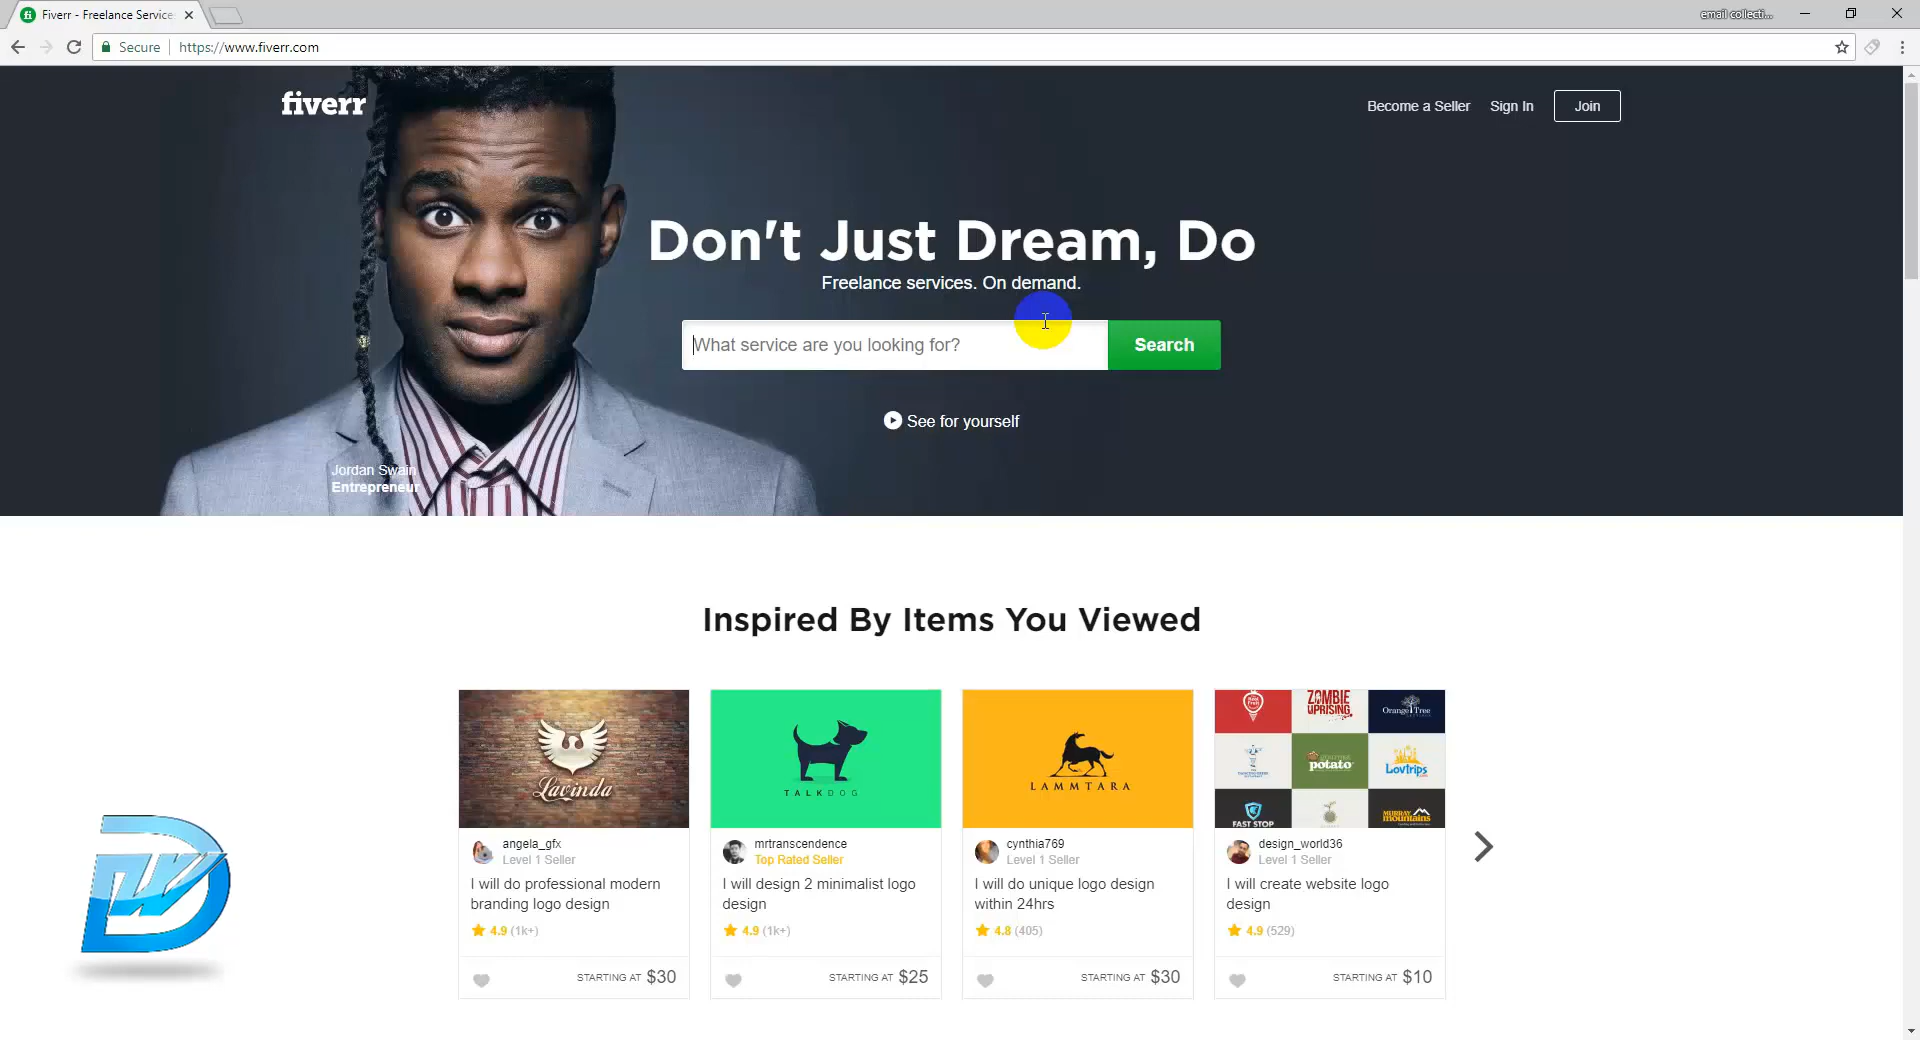 Fiverr - Freelance Service
email collecti...
Secure
https://www.fiverr.com
fiverr
Become a Seller
Sign In
Join
Don't Just Dream, Do
Freelance services. On demand.
What service are you looking for?
Search
See for yourself
Jordan Swain
Entrepreneur
Inspired By Items You Viewed
Lavinda
TALKDOG
LAMMTARA
ZOMBIE
UPRISING
Orange Tree
potato
Lovtrips
FAST STOP
MURRAY
mountains
angela_gfx
Level 1 Seller
I will do professional modern
branding logo design
4.9 (1k+)
STARTING AT $30
mrtranscendence
Top Rated Seller
I will design 2 minimalist logo
design
4.9 (1k+)
STARTING AT $25
cynthia769
Level 1 Seller
I will do unique logo design
within 24hrs
4.8 (405)
STARTING AT $30
design_world36
Level 1 Seller
I will create website logo
design
4.9 (529)
STARTING AT $10